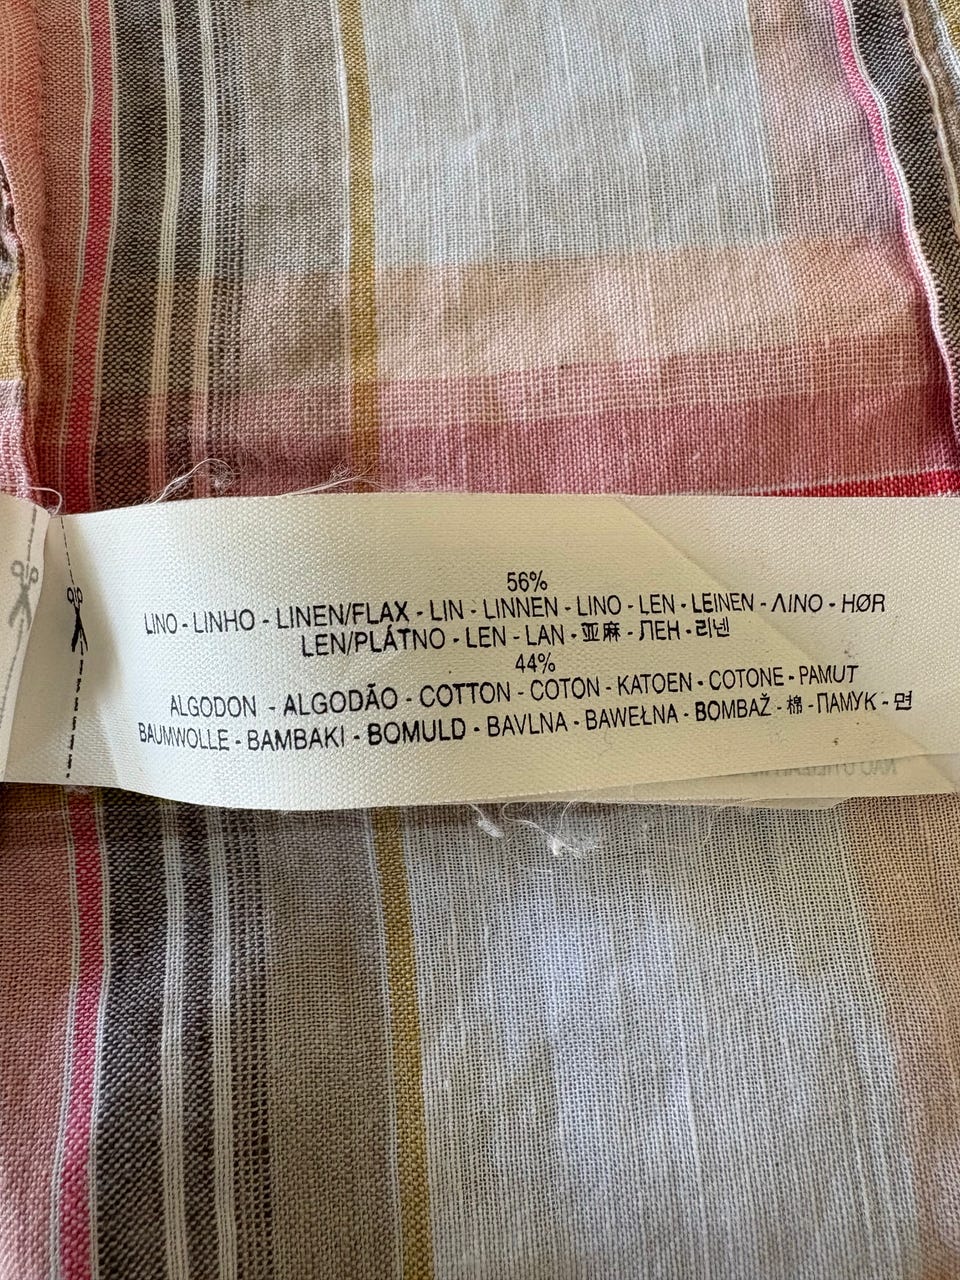 56%
LINO - LINHO - LINEN/FLAX - LIN - LINNEN - LINO - LEN - LEINEN - ΛΙΝΟ - HØR
LEN/PLÁTNO - LEN - LAN - 亚麻 - ЛЕН - 리넨
44%
ALGODON - ALGODÃO - COTTON - COTON - KATOEN - COTONE - PAMUT
BAUMWOLLE - BAMBAKI - BOMULD - BAVLNA - BAWEŁNA - BOMBAŽ - 棉 - ПАМУК - 면